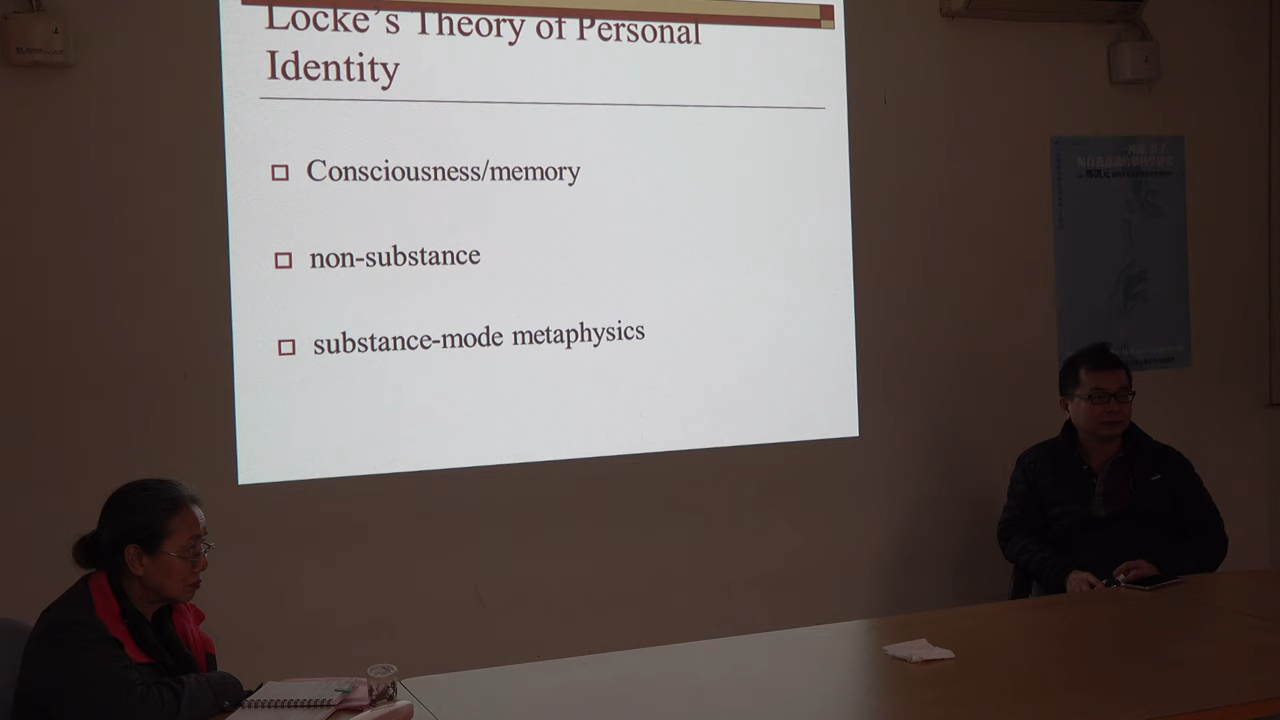 Locke's Theory of Personal
Identity
Consciousness/memory
non-substance
substance-mode metaphysics